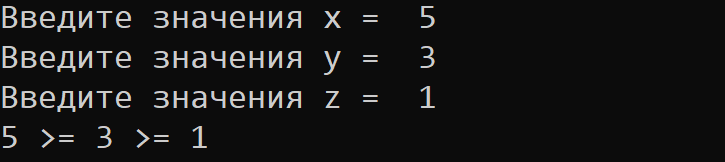 Введите значения x =  5
Введите значения y =  3
Введите значения z =  1
5 >= 3 >= 1